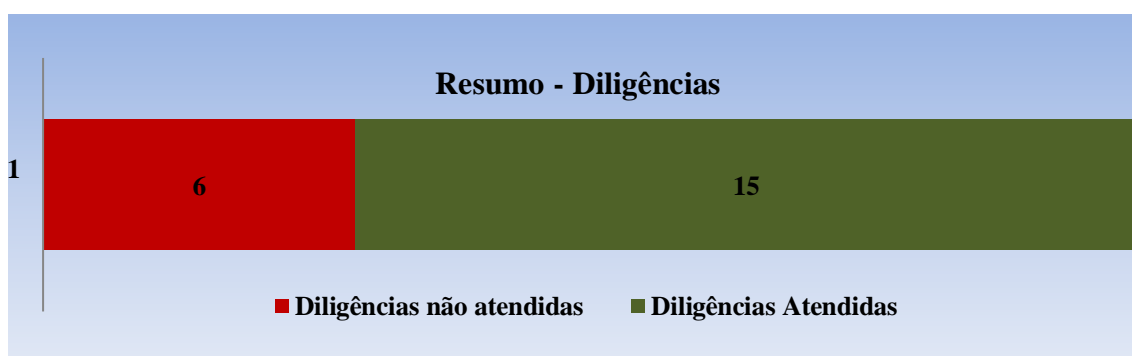 Resumo - Diligências
1
6
15
Diligências não atendidas
Diligências Atendidas